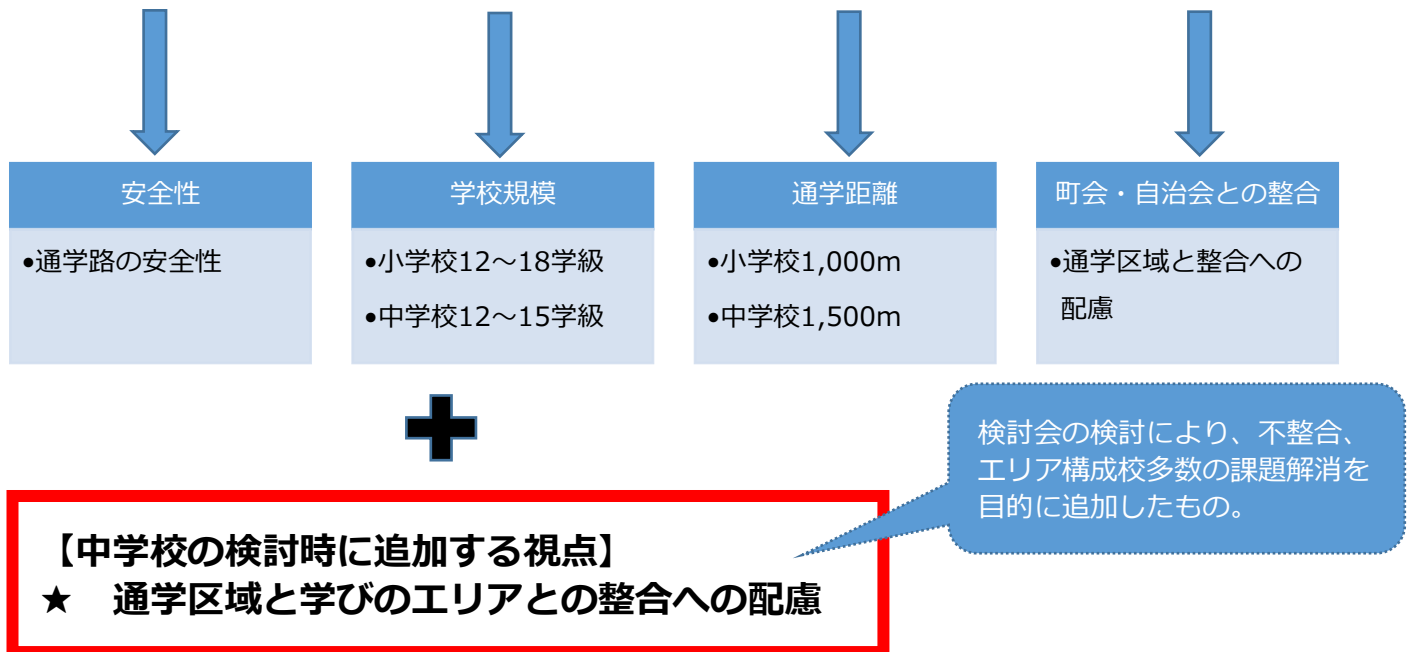 安全性
•通学路の安全性
学校規模
•小学校12～18学級
•中学校12～15学級
通学距離
•小学校1,000m
•中学校1,500m
町会・自治会との整合
•通学区域と整合への
配慮
検討会の検討により、不整合、
エリア構成校多数の課題解消を
目的に追加したもの。
【中学校の検討時に追加する視点】
★　通学区域と学びのエリアとの整合への配慮